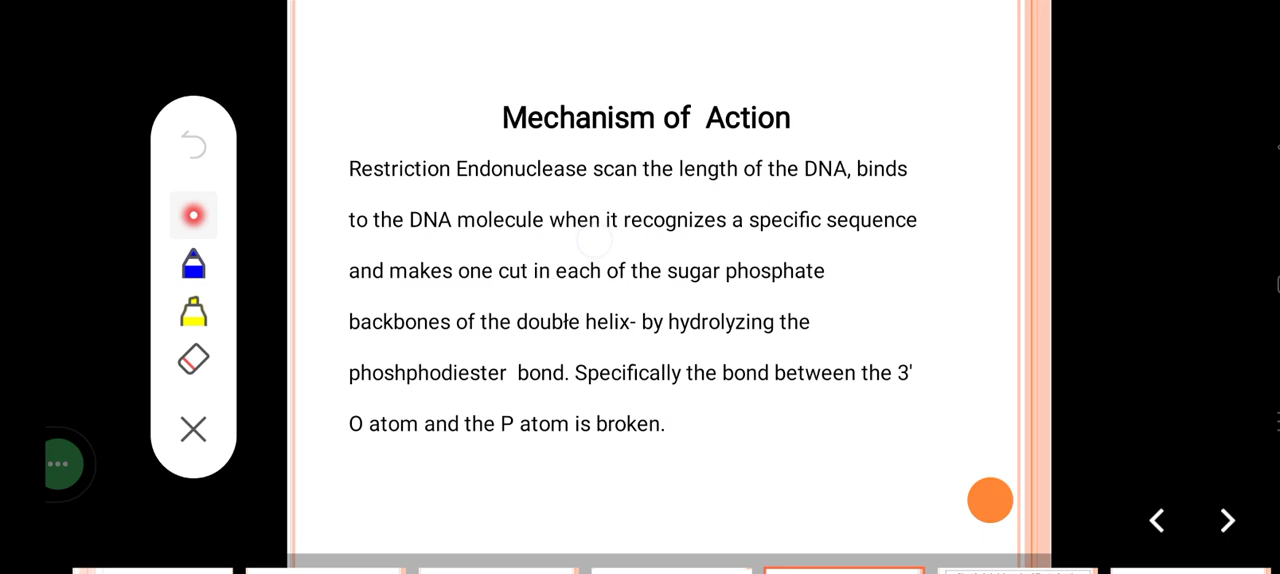 Mechanism of Action
Restriction Endonuclease scan the length of the DNA, binds
to the DNA molecule when it recognizes a specific sequence
and makes one cut in each of the sugar phosphate
backbones of the double helix- by hydrolyzing the
phoshphodiester bond. Specifically the bond between the 3'
O atom and the P atom is broken.